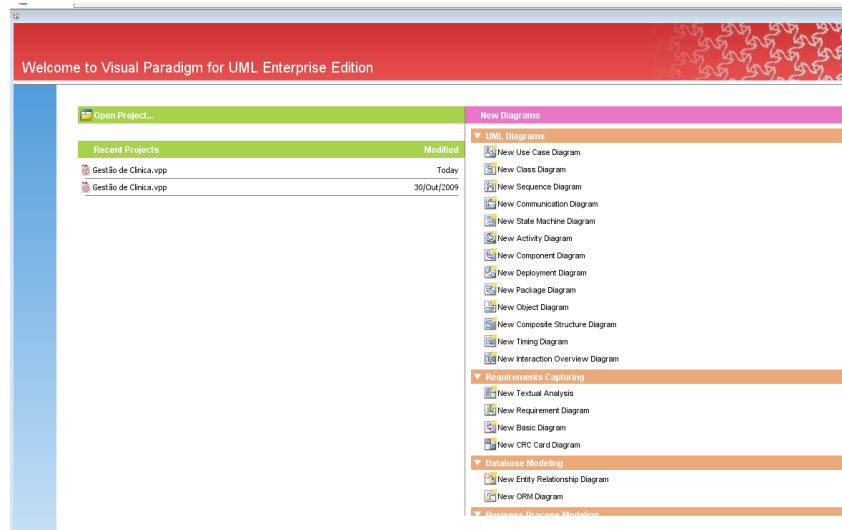 Welcome to Visual Paradigm for UML Enterprise Edition
Open Project...
Recent Projects Modified
Gestão de Clinica.vpp Today
Gestão de Clinica.vpp 30/Out/2009
New Diagrams
UML Diagrams
New Use Case Diagram
New Class Diagram
New Sequence Diagram
New Communication Diagram
New State Machine Diagram
New Activity Diagram
New Component Diagram
New Deployment Diagram
New Package Diagram
New Object Diagram
New Composite Structure Diagram
New Timing Diagram
New Interaction Overview Diagram
Requirements Capturing
New Textual Analysis
New Requirement Diagram
New Basic Diagram
New CRC Card Diagram
Database Modeling
New Entity Relationship Diagram
New ORM Diagram
Business Process Modeling